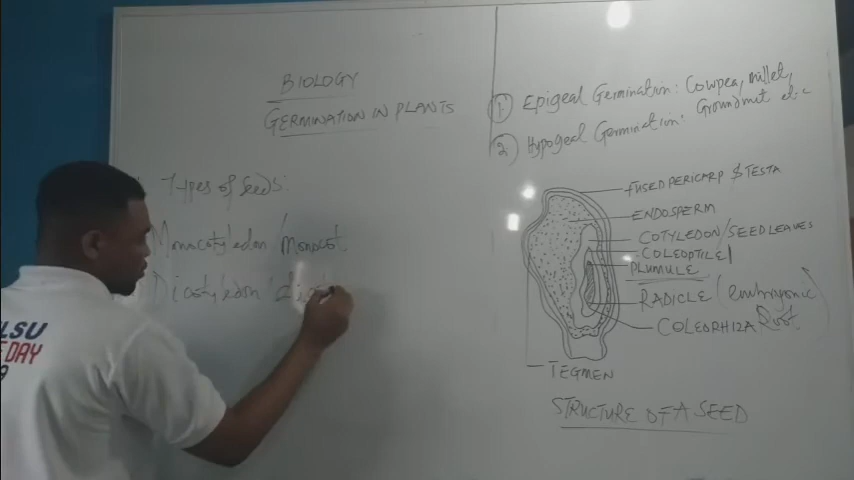 BIOLOGY
GERMINATION IN PLANTS
Types of Seeds:
Monocotyledon / Monocot
Dicotyledon
① Epigeal Germination: Cowpea, millet,
Groundnut etc
② Hypogeal Germination:
FUSED PERICARP & TESTA
ENDOSPERM
COTYLEDON/SEED LEAVES
COLEOPTILE
PLUMULE
RADICLE (embryonic
Root
COLEORHIZA
TEGMEN
STRUCTURE OF A SEED
LSU
DAY